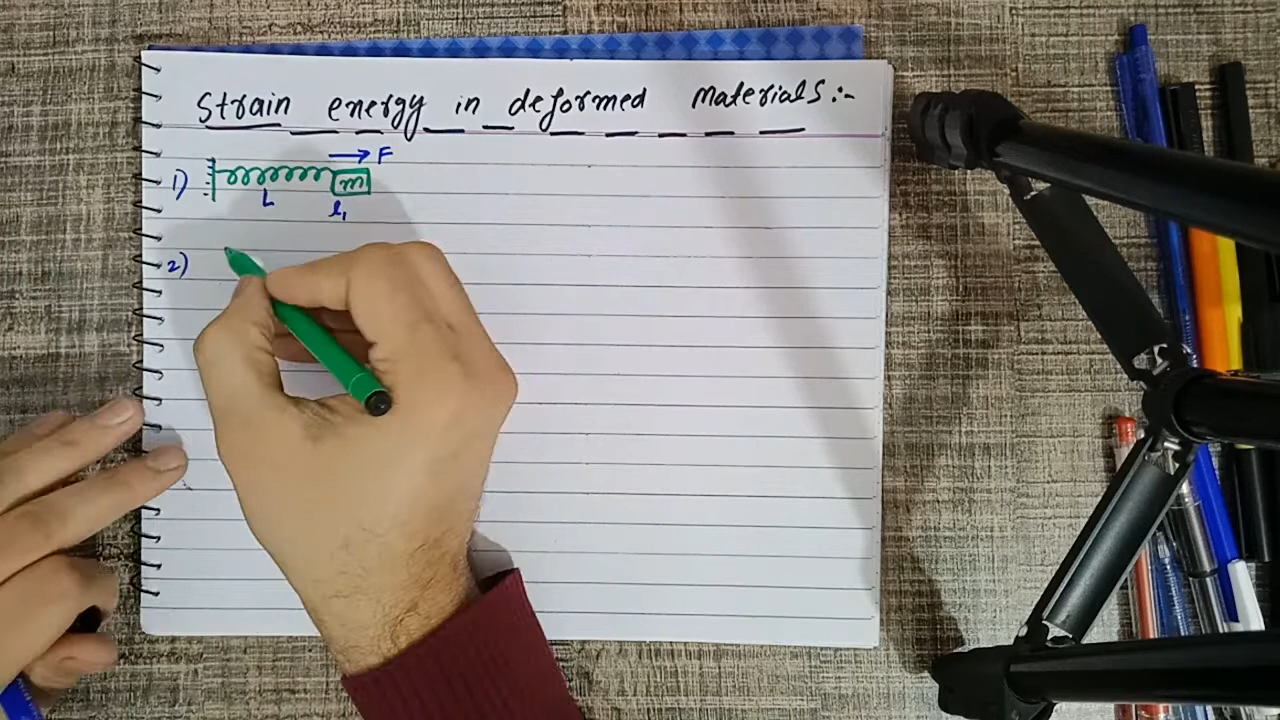 Strain energy in deformed materials :-
1) F
m
L l₁
2)